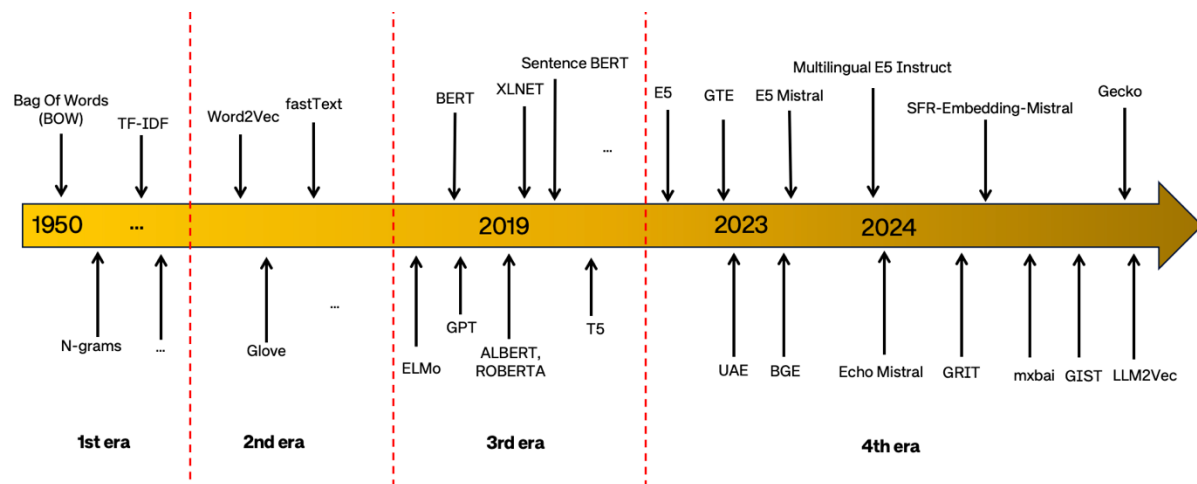 Sentence BERT
Multilingual E5 Instruct
XLNET
E5
GTE
E5 Mistral
Gecko
Bag Of Words
(BOW)
fastText
BERT
SFR-Embedding-Mistral
Word2Vec
TF-IDF
...
1950
...
2019
2023
2024
...
N-grams
...
Glove
GPT
T5
ELMo
ALBERT,
ROBERTA
UAE
BGE
Echo Mistral
GRIT
mxbai
GIST
LLM2Vec
1st era
2nd era
3rd era
4th era